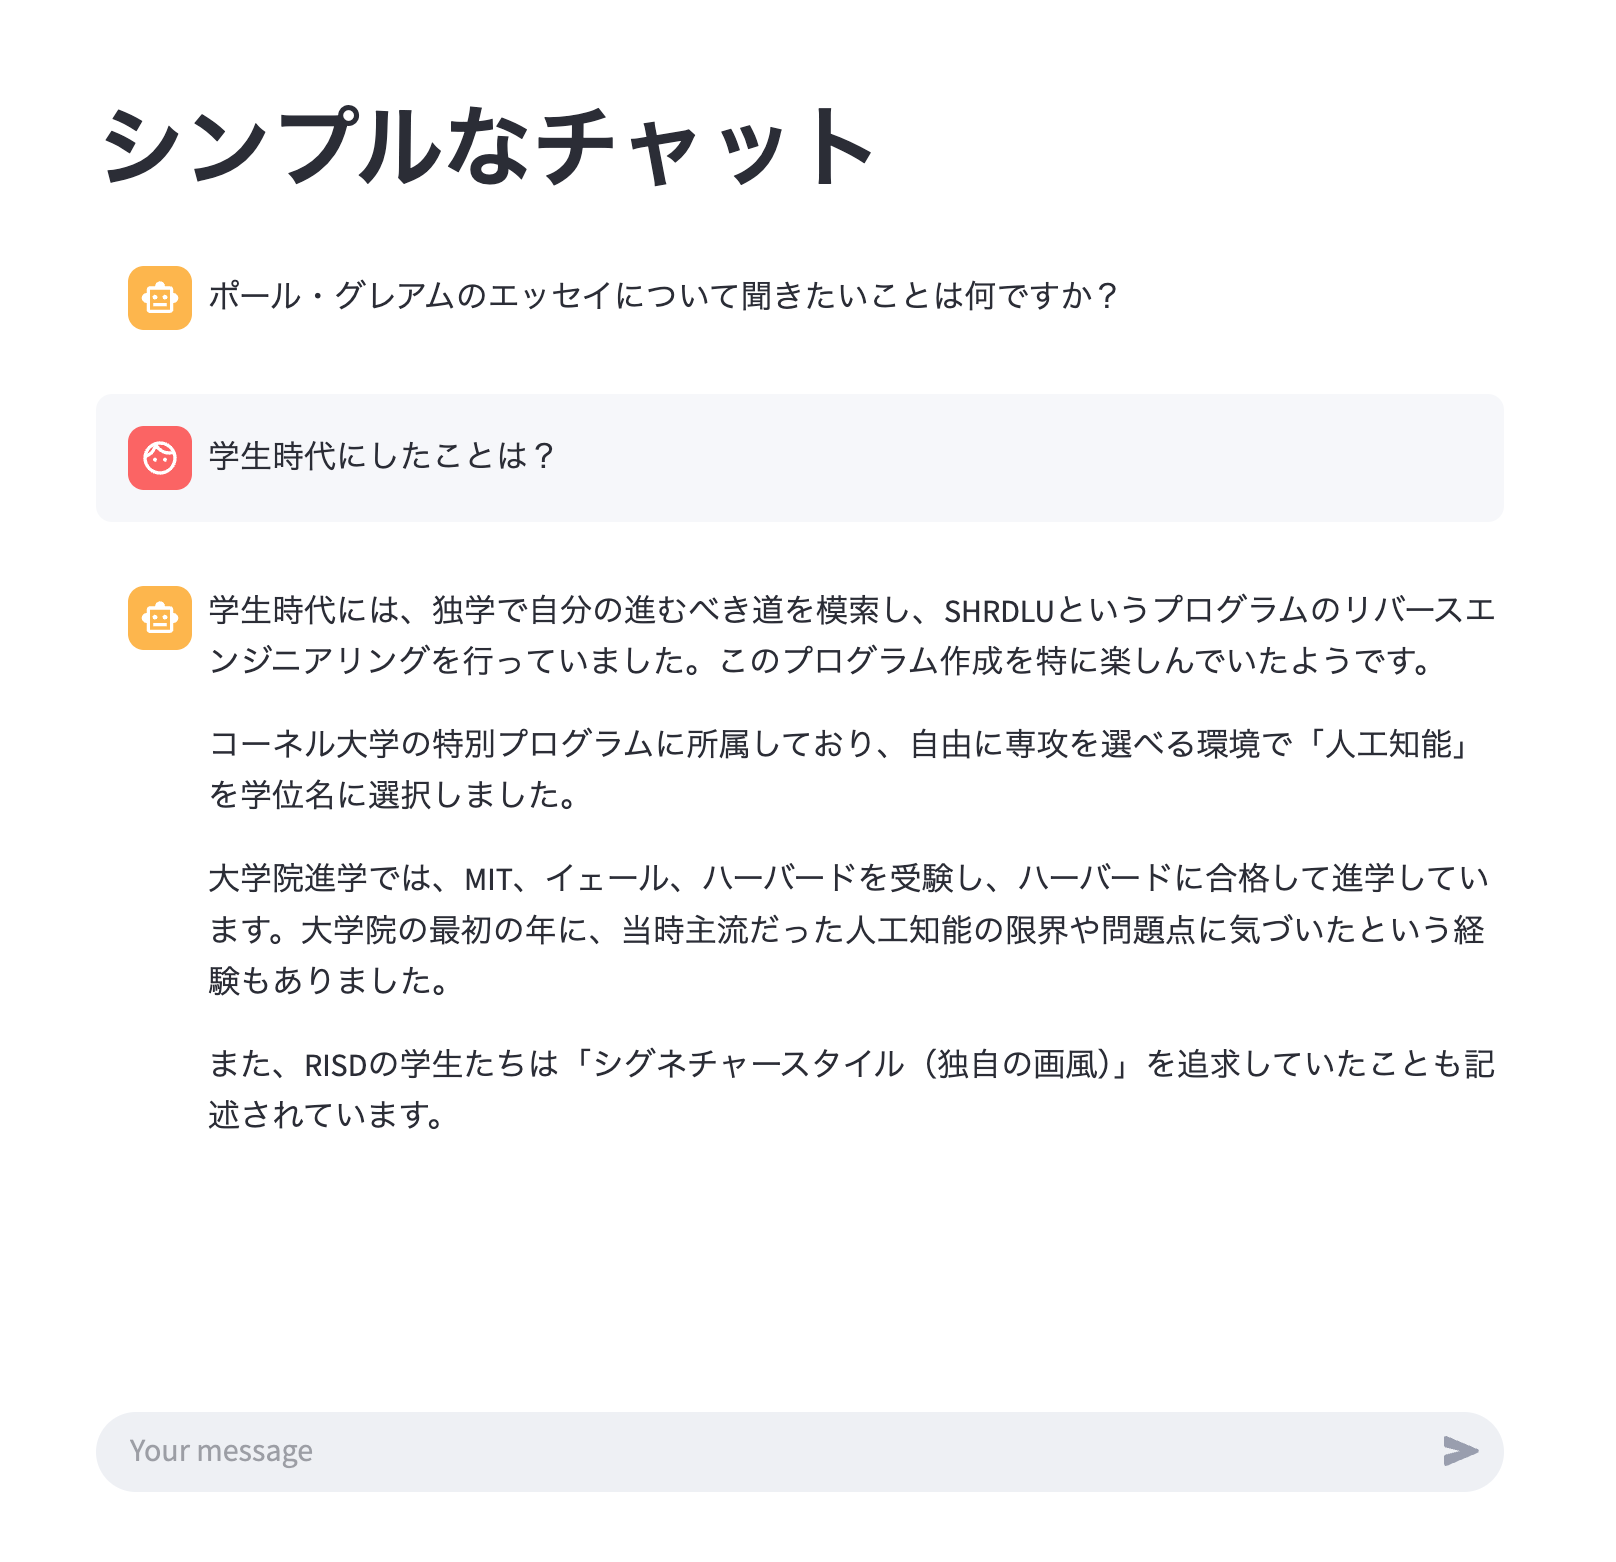 シンプルなチャット
ポール・グレアムのエッセイについて聞きたいことは何ですか？
学生時代にしたことは？
学生時代には、独学で自分の進むべき道を模索し、SHRDLUというプログラムのリバースエ
ンジニアリングを行っていました。このプログラム作成を特に楽しんでいたようです。
コーネル大学の特別プログラムに所属しており、自由に専攻を選べる環境で「人工知能」
を学位名に選択しました。
大学院進学では、MIT、イェール、ハーバードを受験し、ハーバードに合格して進学してい
ます。大学院の最初の年に、当時主流だった人工知能の限界や問題点に気づいたという経
験もありました。
また、RISDの学生たちは「シグネチャースタイル（独自の画風）」を追求していたことも記
述されています。
Your message